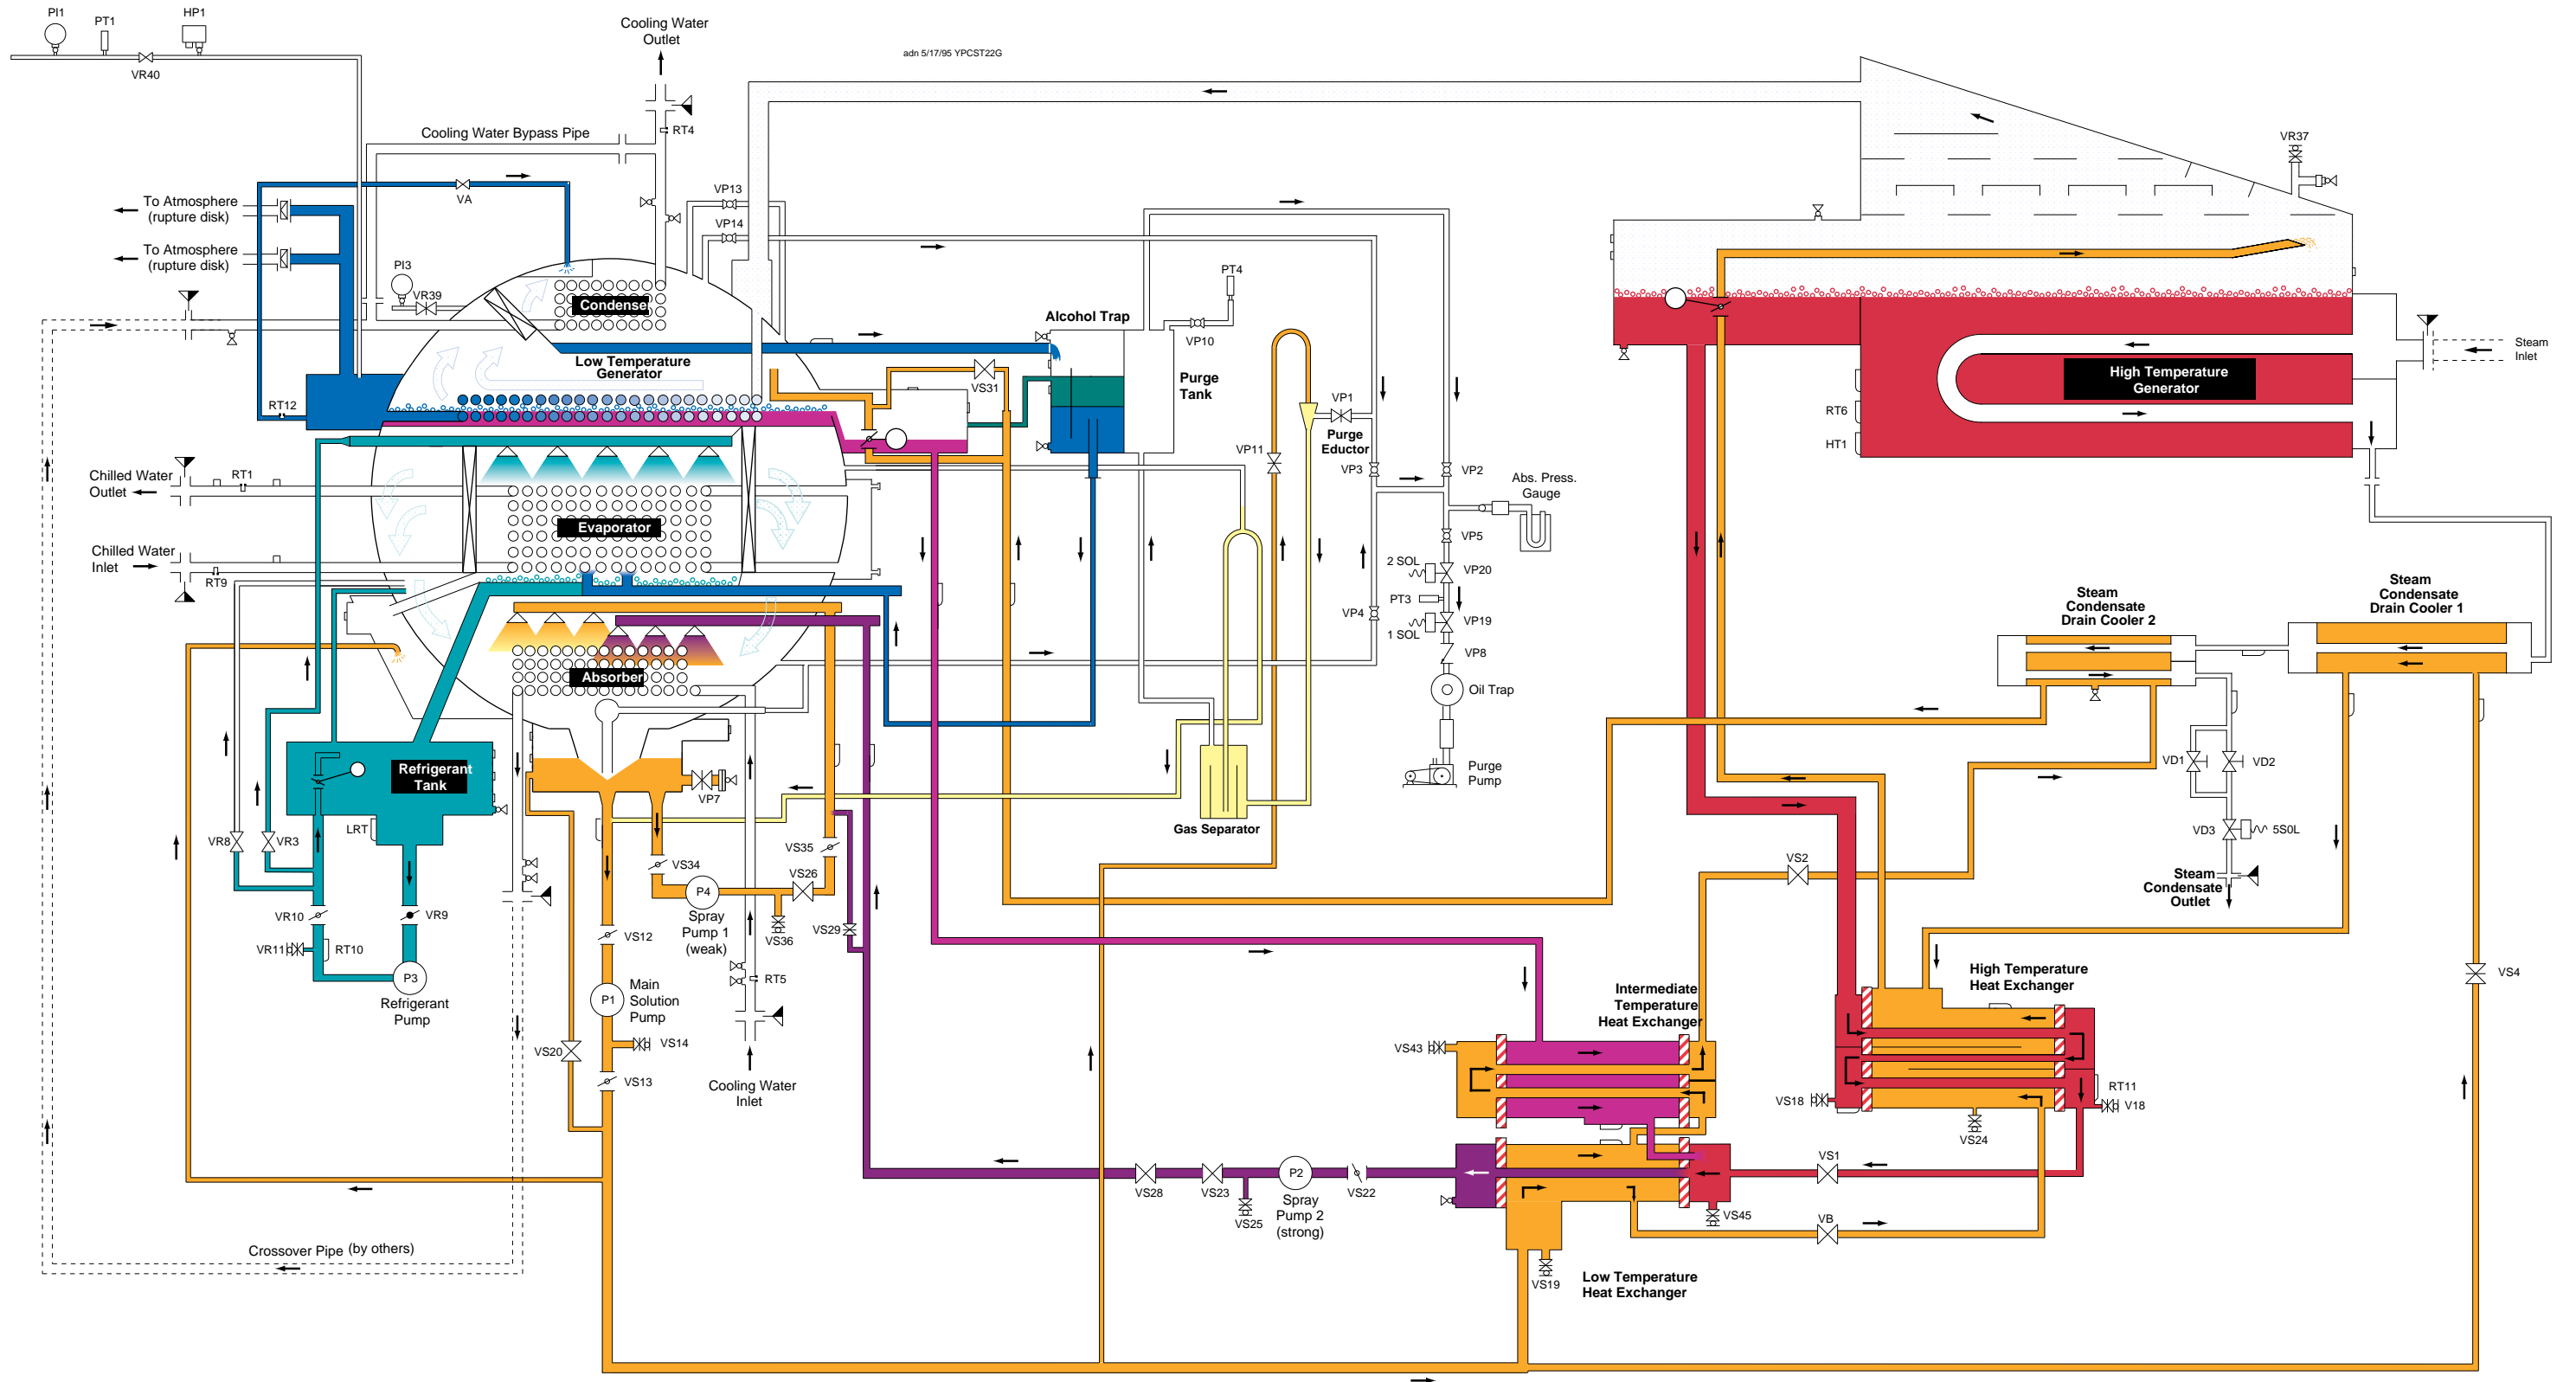 PI1
PT1
HP1
VR40
Cooling Water
Outlet
adn 5/17/95 YPCST22G
RT4
Cooling Water Bypass Pipe
VR37
To Atmosphere
(rupture disk)
VA
VP13
VP14
To Atmosphere
(rupture disk)
PI3
VR39
PT4
Condense
Alcohol Trap
VP10
Low Temperature
Generator
VS31
Purge
Tank
Steam
Inlet
High Temperature
Generator
RT12
VP1
RT6
Purge
Eductor
HT1
VP11
VP3
VP2
Chilled Water
Outlet
RT1
Abs. Press.
Gauge
Evaporator
VP5
Chilled Water
Inlet
RT9
2 SOL
VP20
PT3
VP4
1 SOL
VP19
Steam
Condensate
Drain Cooler 2
Steam
Condensate
Drain Cooler 1
VP8
Absorber
Oil Trap
Refrigerant
Tank
VP7
Purge
Pump
VD1
VD2
LRT
Gas Separator
VD3
5S0L
VR8
VR3
VS35
VS34
VS26
VS2
P4
Steam
Condensate
Outlet
VR10
VR9
Spray
Pump 1
(weak)
VS36
VS29
VS12
VR11
RT10
P3
Refrigerant
Pump
RT5
High Temperature
Heat Exchanger
VS4
Main
Solution
Pump
P1
Intermediate
Temperature
Heat Exchanger
VS20
VS14
VS43
VS13
Cooling Water
Inlet
RT11
VS18
V18
VS24
VS1
VS28
VS23
P2
VS22
Spray
Pump 2
(strong)
VS25
VS45
VB
Crossover Pipe (by others)
VS19
Low Temperature
Heat Exchanger